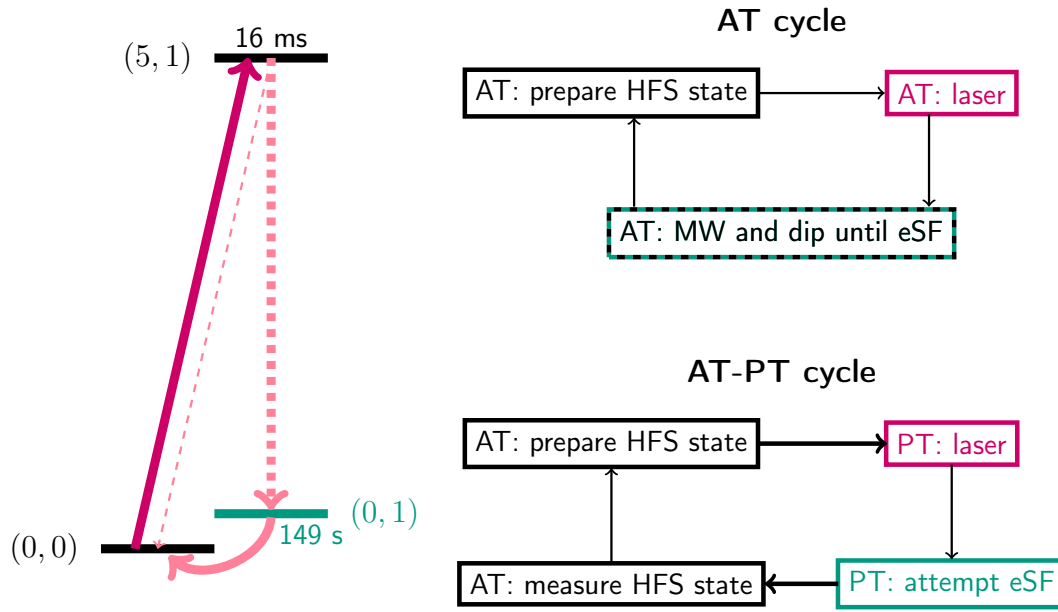 16 ms
(5, 1)
(0, 1)
149 s
(0, 0)
AT cycle
AT: prepare HFS state
AT: laser
AT: MW and dip until eSF
AT-PT cycle
AT: prepare HFS state
PT: laser
AT: measure HFS state
PT: attempt eSF